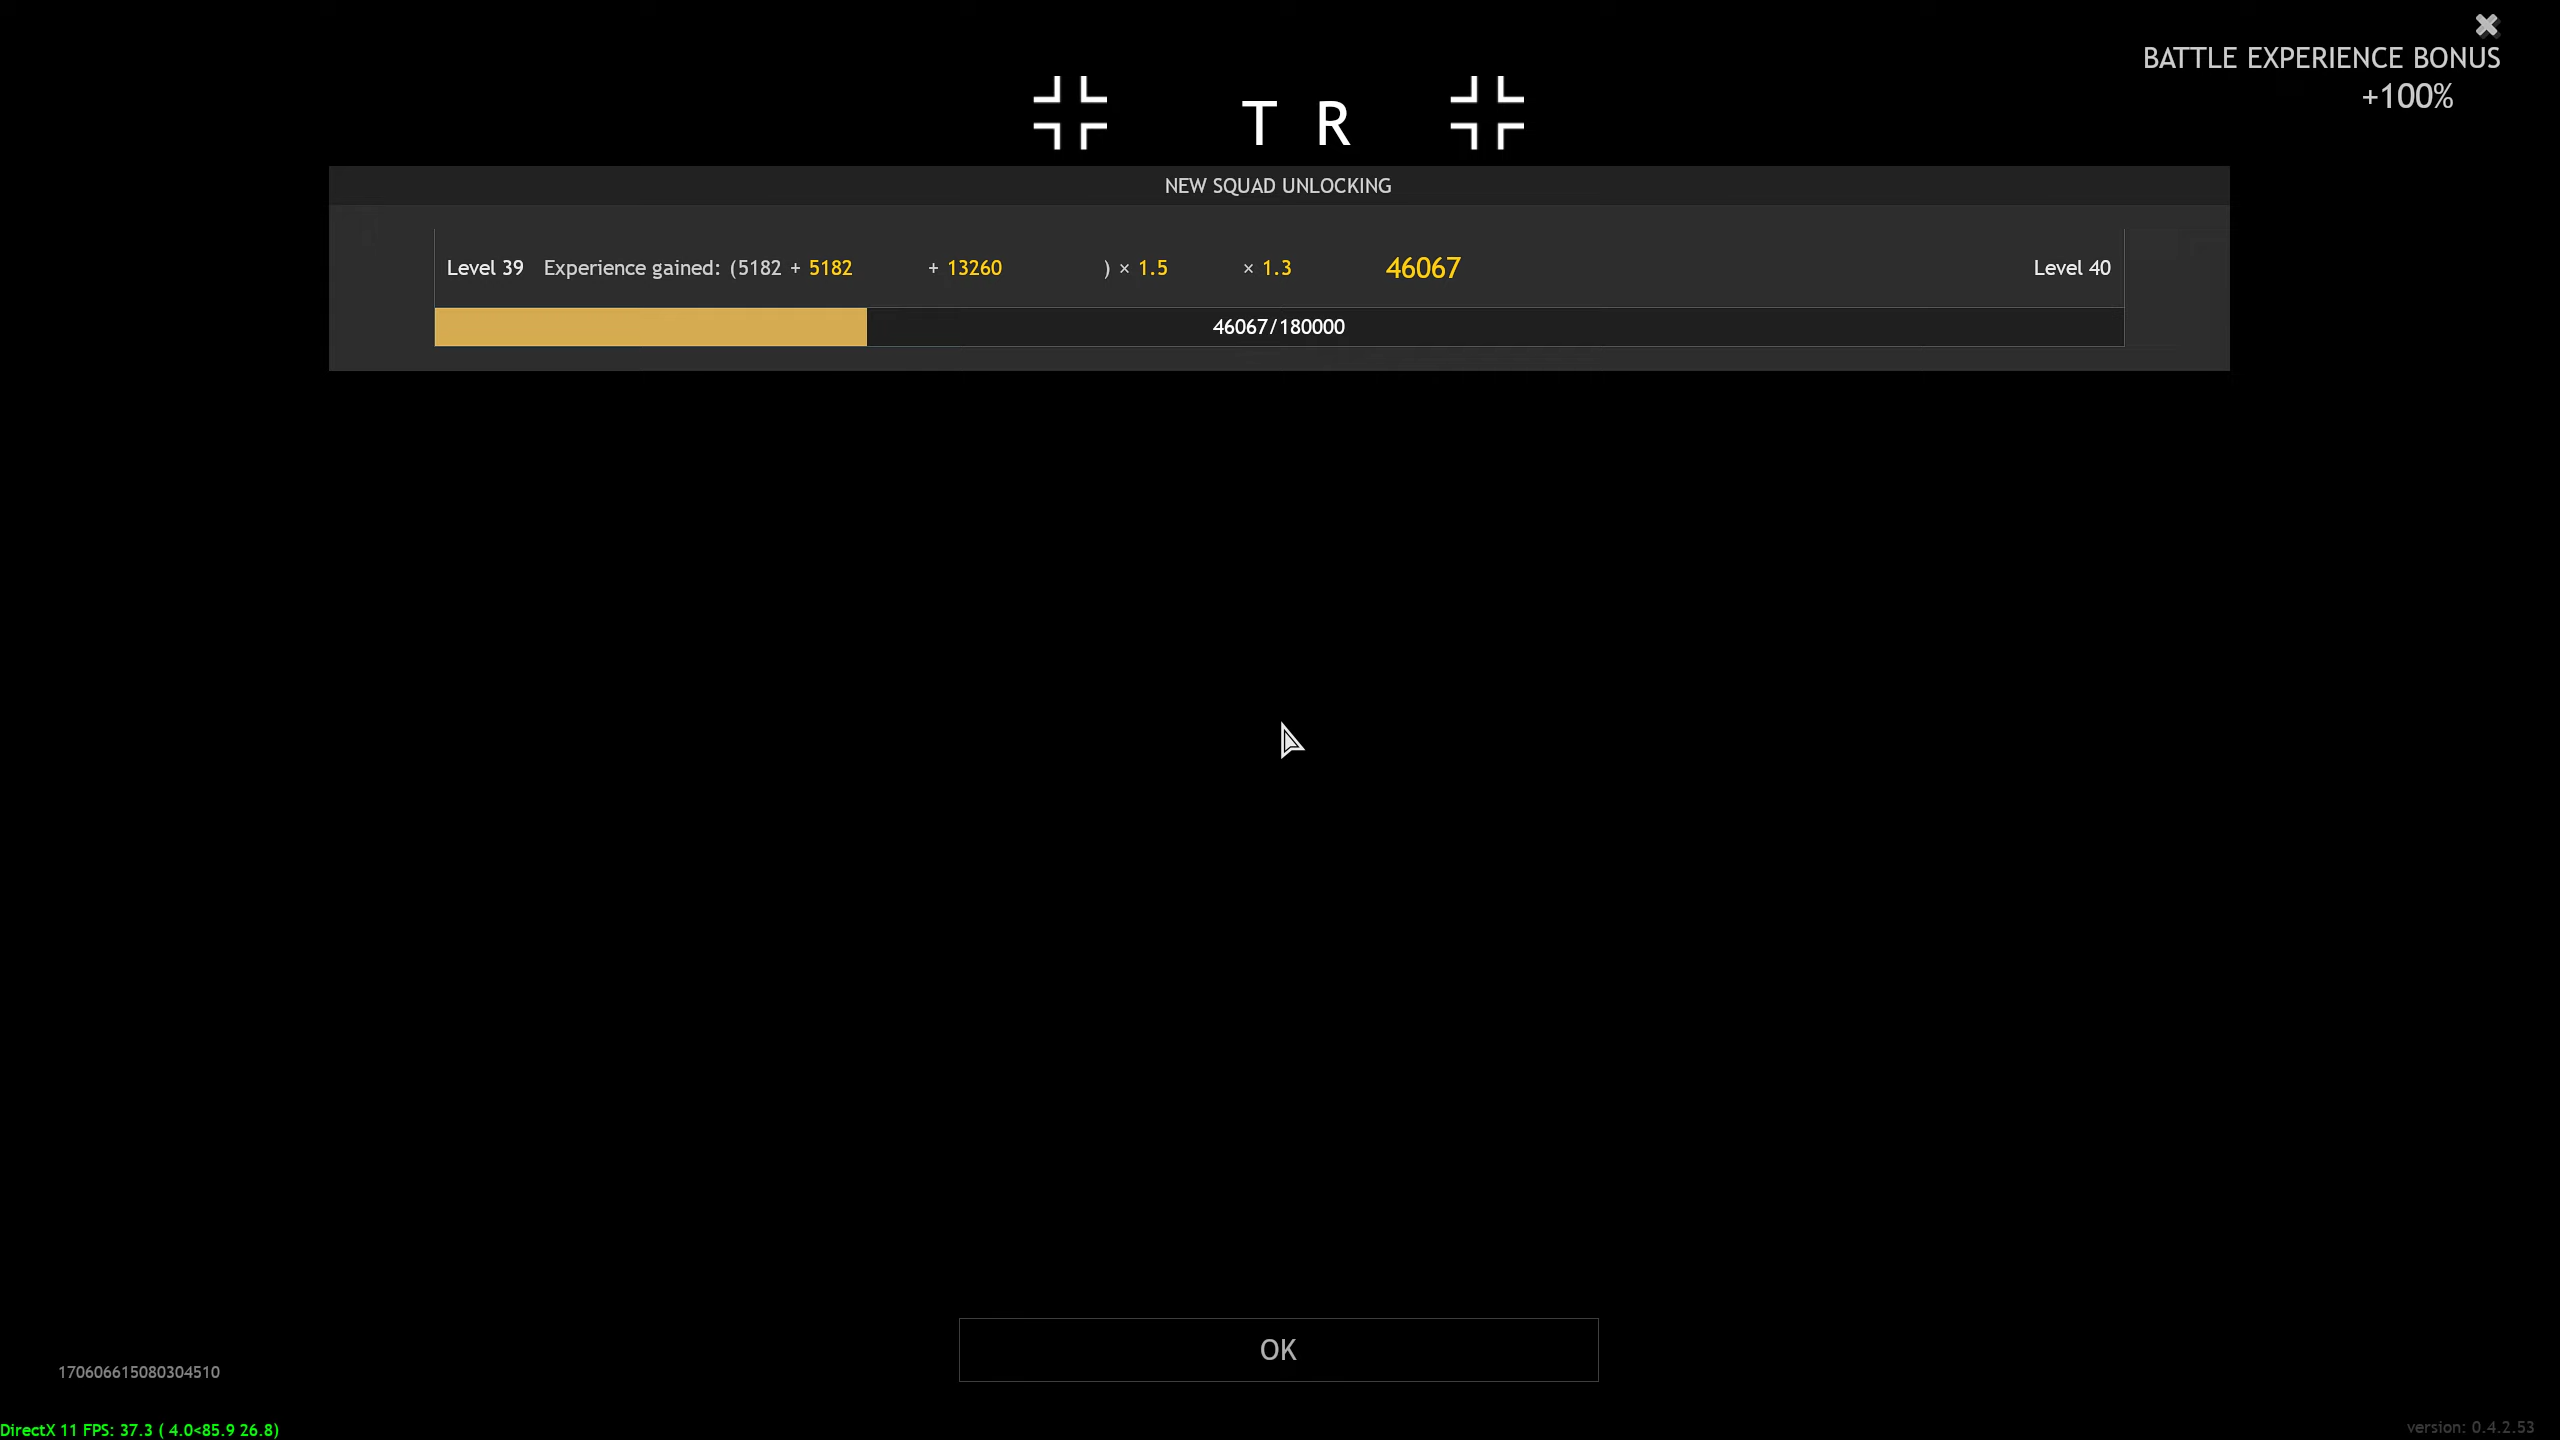 BATTLE EXPERIENCE BONUS
+100%
T R
NEW SQUAD UNLOCKING
Level 39 Experience gained: (5182 + 5182 + 13260 ) × 1.5 × 1.3 46067 Level 40
46067/180000
OK
170606615080304510
DirectX 11 FPS: 37.3 ( 4.0<85.9 26.8)
version: 0.4.2.53